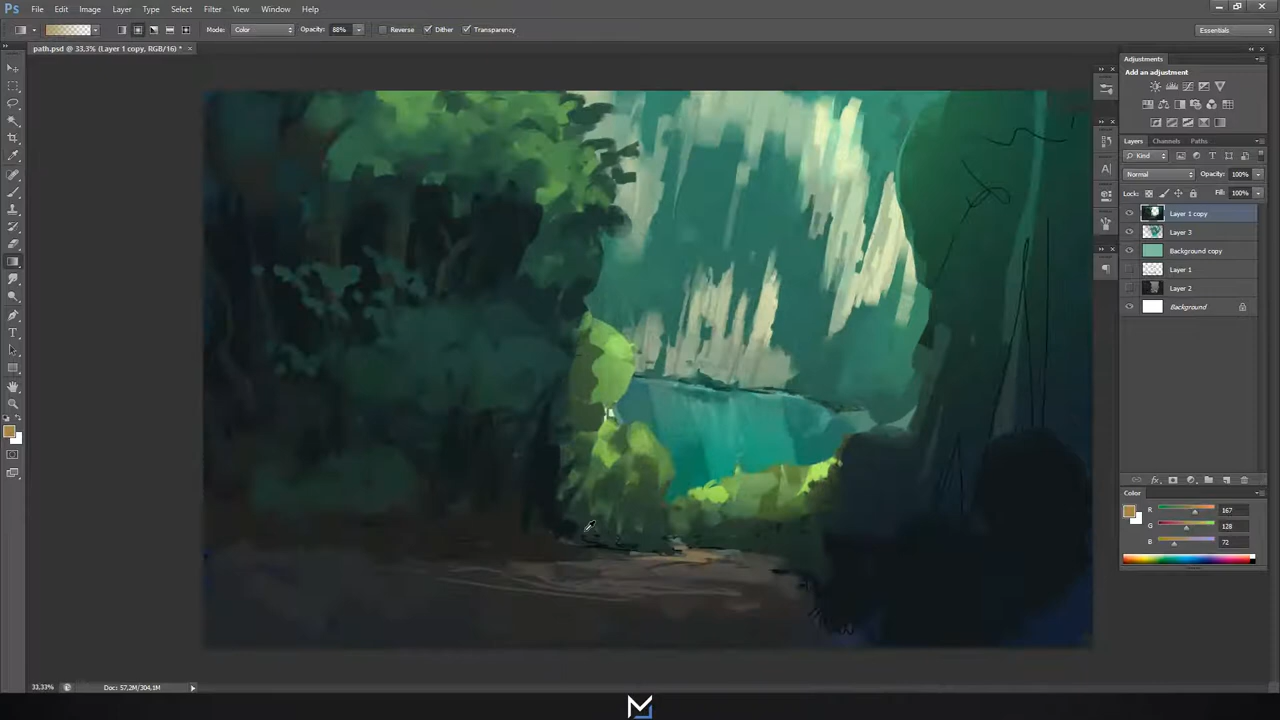 Ps File Edit Image Layer Type Select Filter View Window Help
Mode: Color Opacity: 88% Reverse Dither Transparency Essentials
path.psd @ 33,3% (Layer 1 copy, RGB/16) * ×
Adjustments
Add an adjustment
Layers Channels Paths
Kind
Normal Opacity: 100%
Lock: Fill: 100%
Layer 1 copy
Layer 3
Background copy
Layer 1
Layer 2
Background
Color
R 167
G 128
B 72
33,33% Doc: 57,2M/304,1M